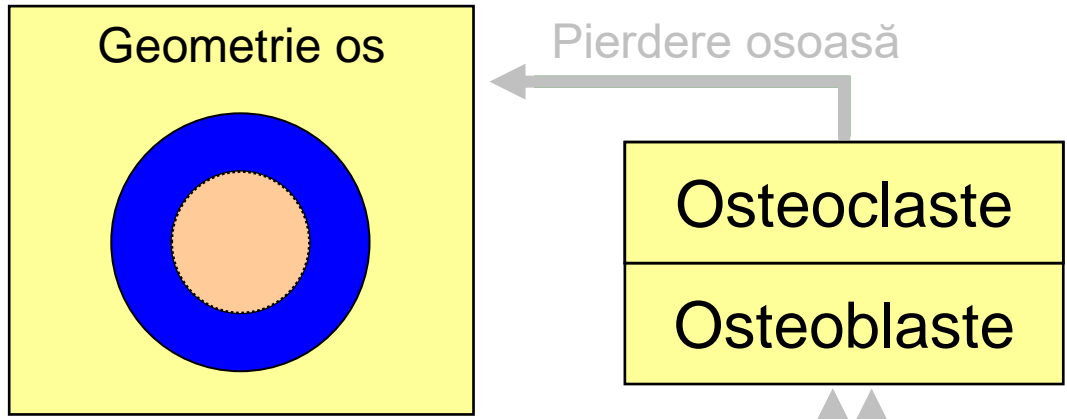 Geometrie os
Pierdere osoasă
Osteoclaste
Osteoblaste